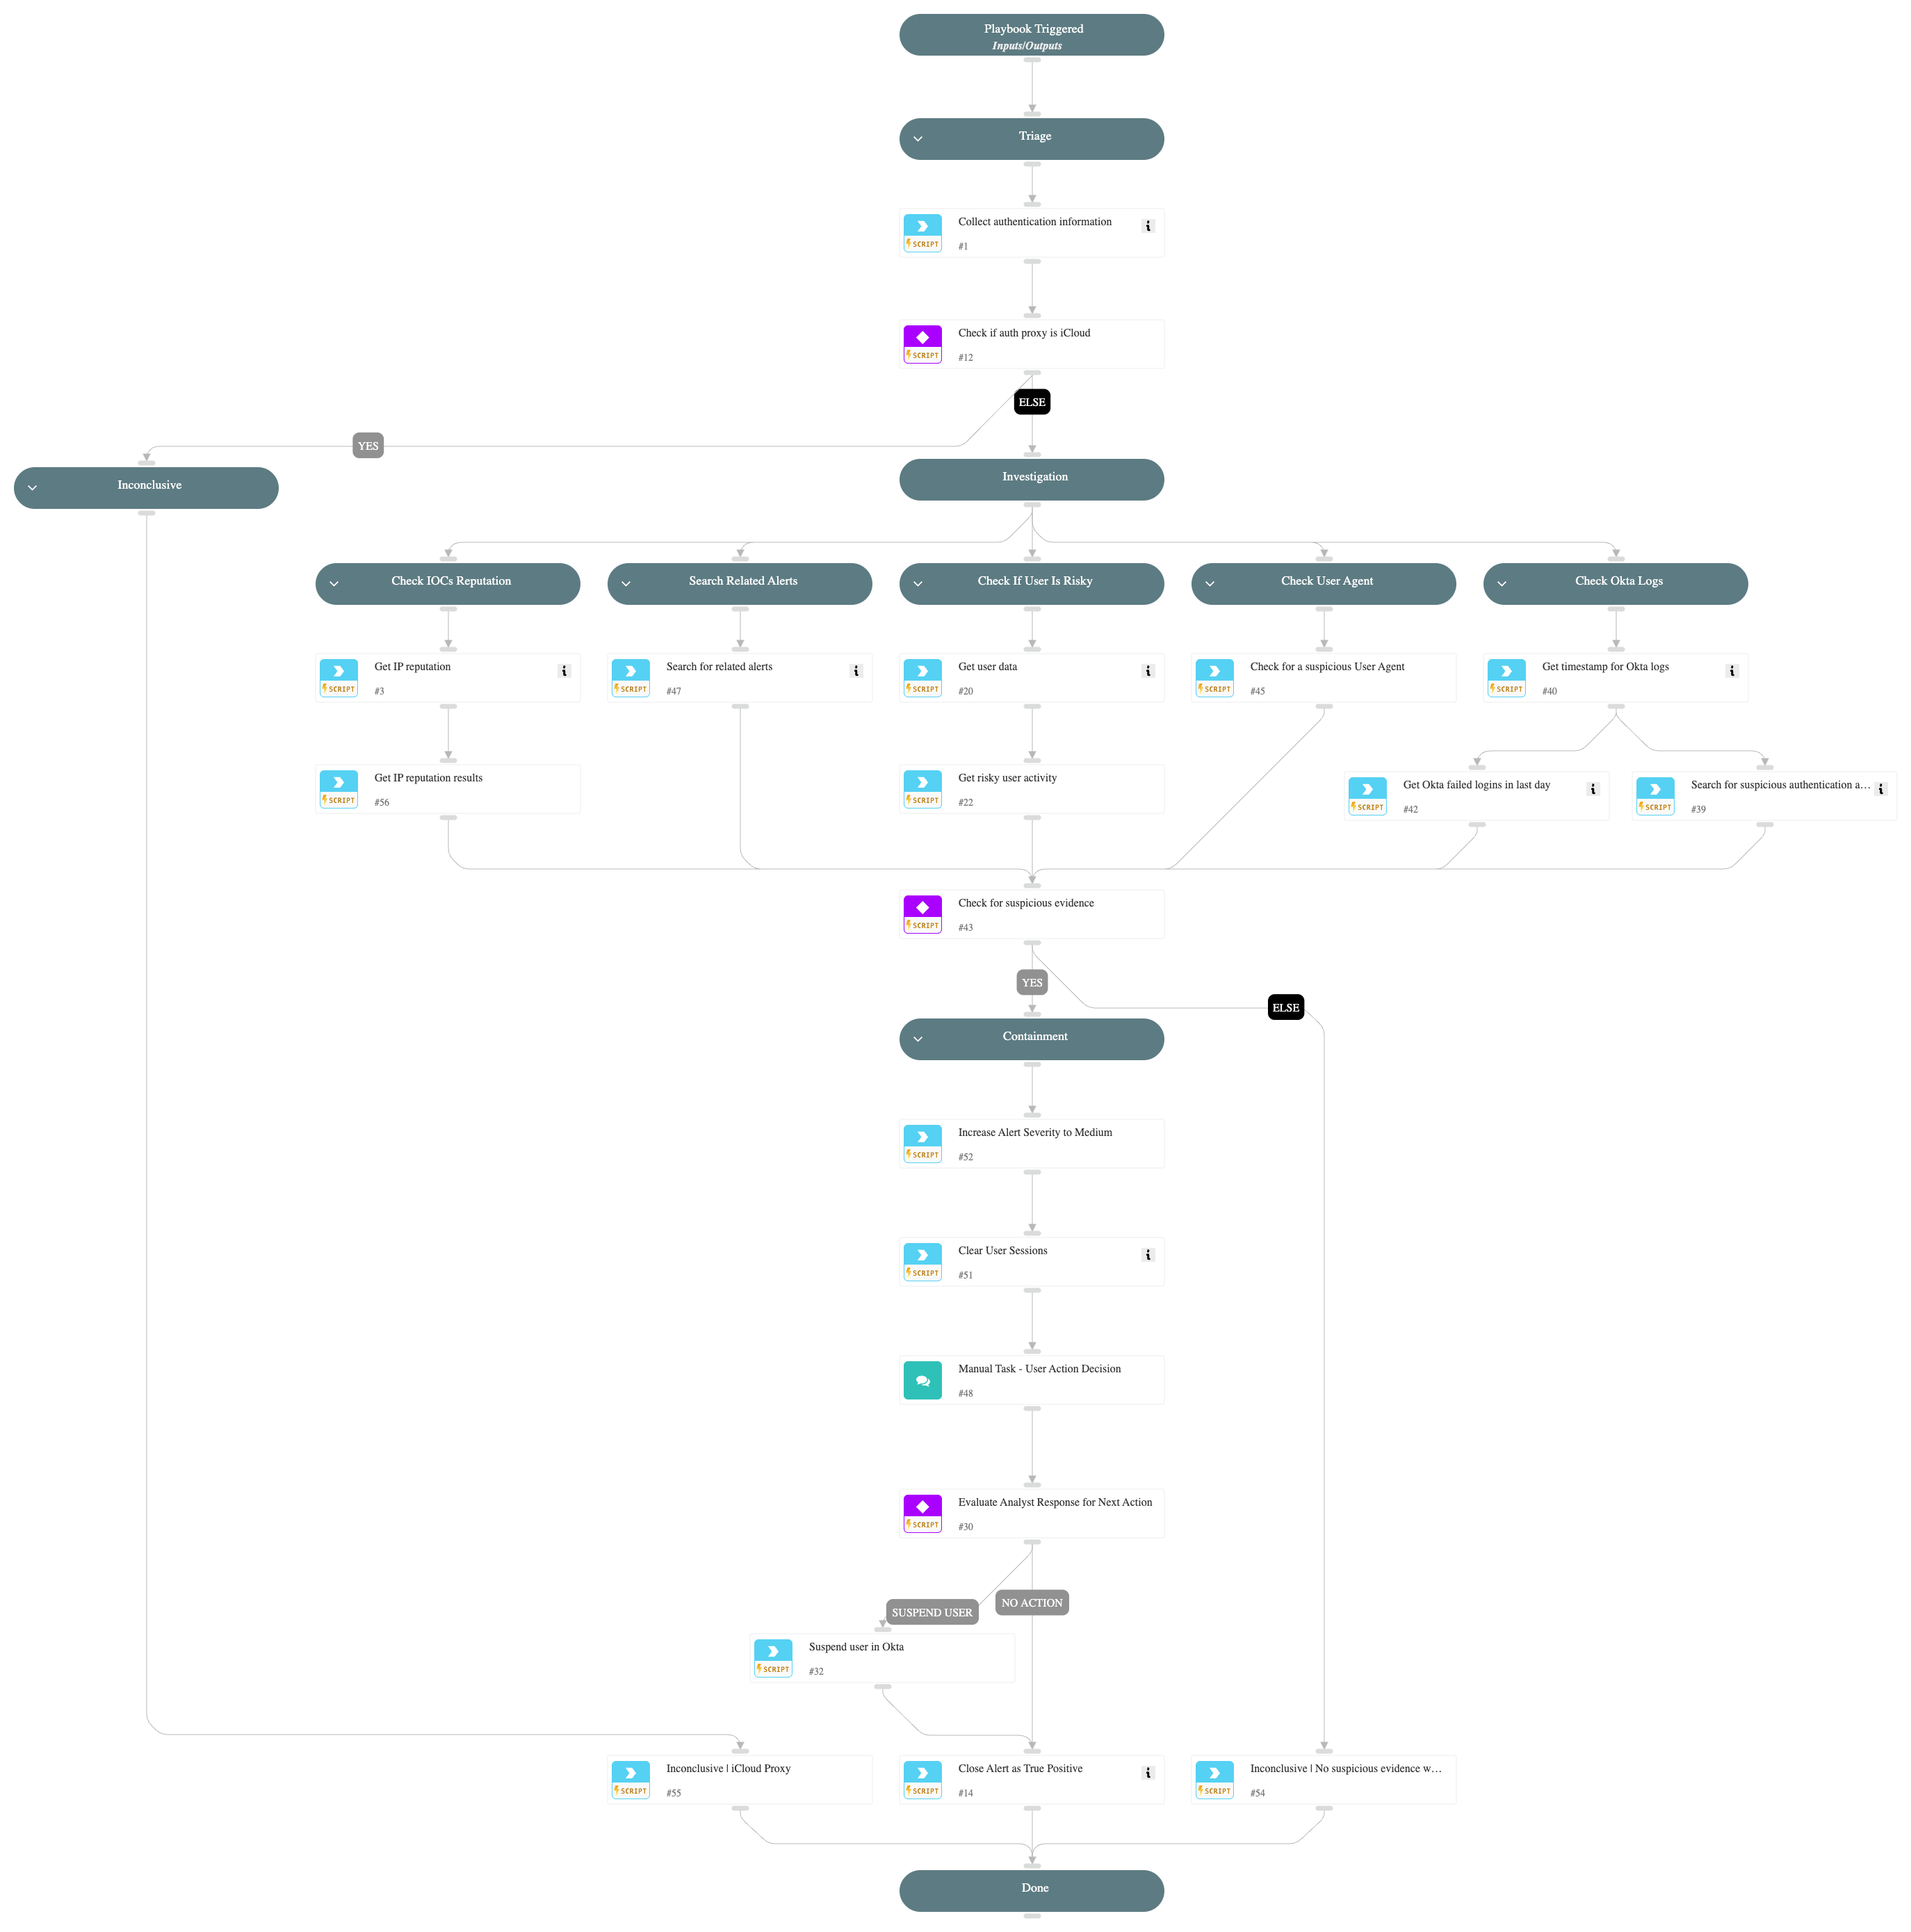 Playbook Triggered
Inputs/Outputs
Triage
Collect authentication information
SCRIPT
#1
Check if auth proxy is iCloud
SCRIPT
#12
ELSE
YES
Inconclusive
Investigation
Check IOCs Reputation
Search Related Alerts
Check If User Is Risky
Check User Agent
Check Okta Logs
Get IP reputation
SCRIPT
#3
Search for related alerts
SCRIPT
#47
Get user data
SCRIPT
#20
Check for a suspicious User Agent
SCRIPT
#45
Get timestamp for Okta logs
SCRIPT
#40
Get IP reputation results
SCRIPT
#56
Get risky user activity
SCRIPT
#22
Get Okta failed logins in last day
SCRIPT
#42
Search for suspicious authentication a...
SCRIPT
#39
Check for suspicious evidence
SCRIPT
#43
YES
ELSE
Containment
Increase Alert Severity to Medium
SCRIPT
#52
Clear User Sessions
SCRIPT
#51
Manual Task - User Action Decision
#48
Evaluate Analyst Response for Next Action
SCRIPT
#30
NO ACTION
SUSPEND USER
Suspend user in Okta
SCRIPT
#32
Inconclusive | iCloud Proxy
SCRIPT
#55
Close Alert as True Positive
SCRIPT
#14
Inconclusive | No suspicious evidence w...
SCRIPT
#54
Done